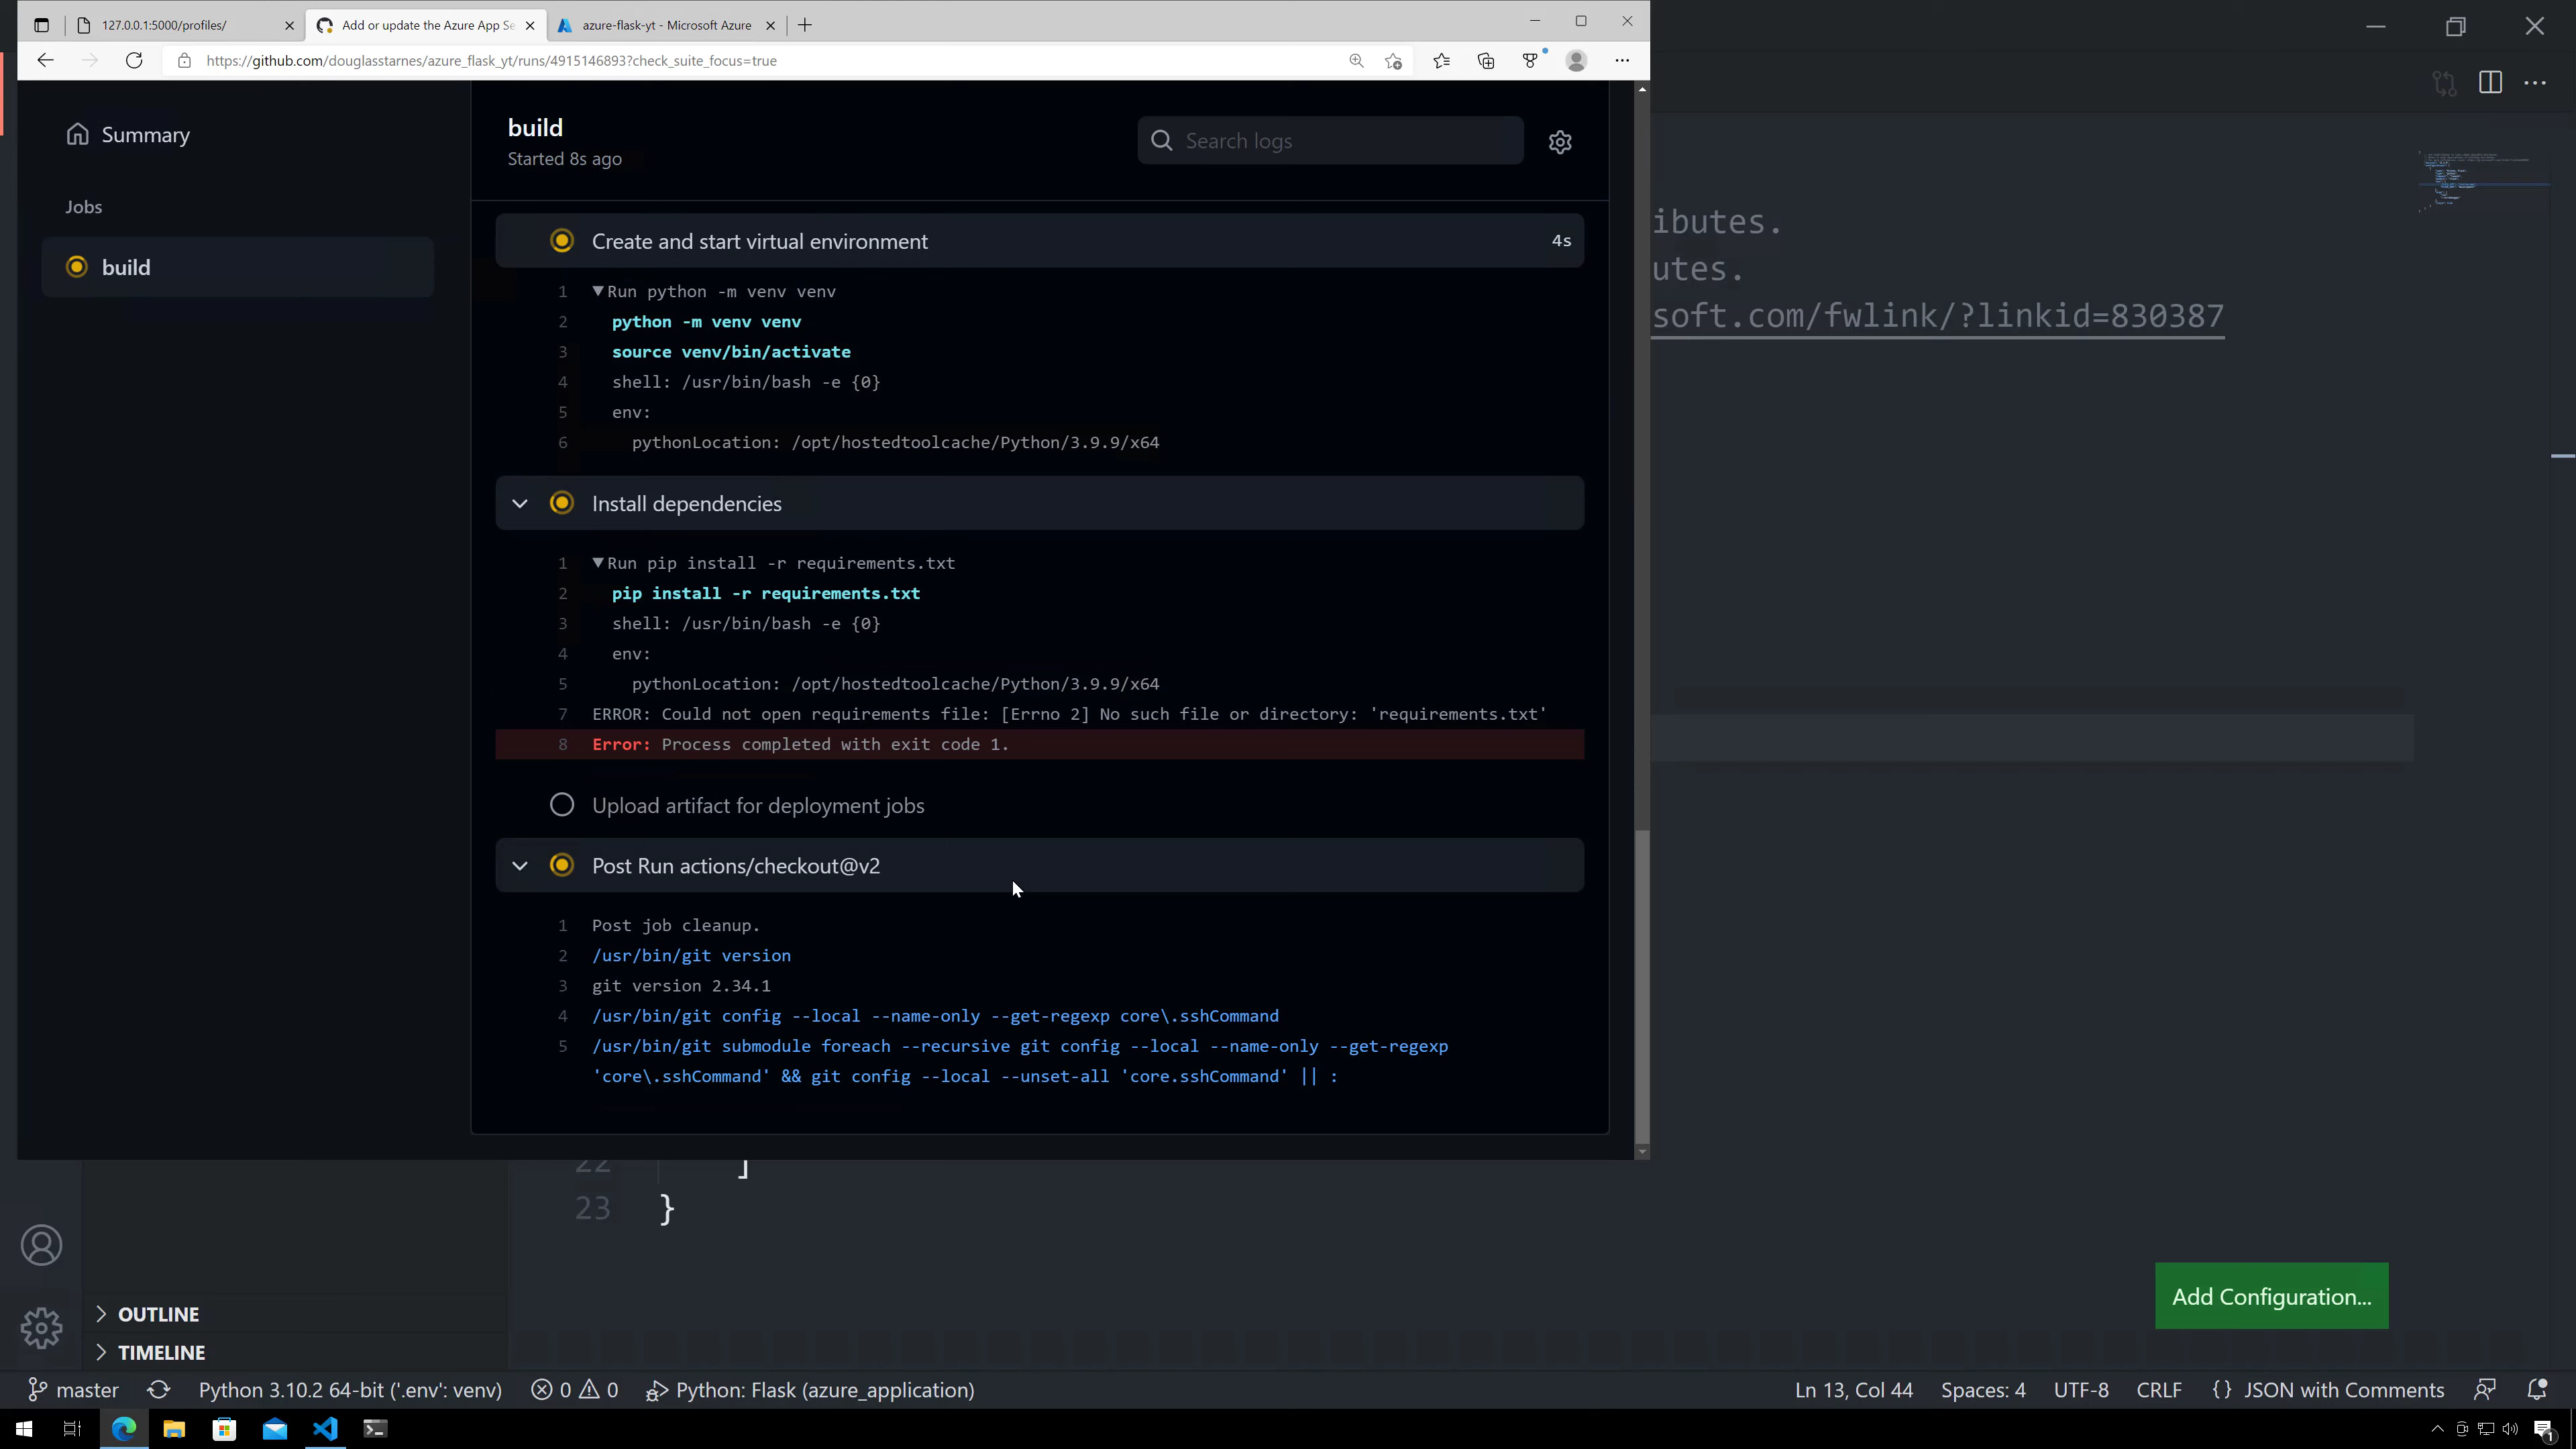 127.0.0.1:5000/profiles/
Add or update the Azure App Se
azure-flask-yt - Microsoft Azure
https://github.com/douglasstarnes/azure_flask_yt/runs/4915146893?check_suite_focus=true
Summary
Jobs
build
build
Started 8s ago
Search logs
Create and start virtual environment
4s
1 ▼Run python -m venv venv
2 python -m venv venv
3 source venv/bin/activate
4 shell: /usr/bin/bash -e {0}
5 env:
6 pythonLocation: /opt/hostedtoolcache/Python/3.9.9/x64
Install dependencies
1 ▼Run pip install -r requirements.txt
2 pip install -r requirements.txt
3 shell: /usr/bin/bash -e {0}
4 env:
5 pythonLocation: /opt/hostedtoolcache/Python/3.9.9/x64
7 ERROR: Could not open requirements file: [Errno 2] No such file or directory: 'requirements.txt'
8 Error: Process completed with exit code 1.
Upload artifact for deployment jobs
Post Run actions/checkout@v2
1 Post job cleanup.
2 /usr/bin/git version
3 git version 2.34.1
4 /usr/bin/git config --local --name-only --get-regexp core\.sshCommand
5 /usr/bin/git submodule foreach --recursive git config --local --name-only --get-regexp
'core\.sshCommand' && git config --local --unset-all 'core.sshCommand' || :
ibutes.
utes.
soft.com/fwlink/?linkid=830387
22 ]
23 }
Add Configuration...
OUTLINE
TIMELINE
master
Python 3.10.2 64-bit ('.env': venv)
0 0
Python: Flask (azure_application)
Ln 13, Col 44
Spaces: 4
UTF-8
CRLF
{} JSON with Comments
1